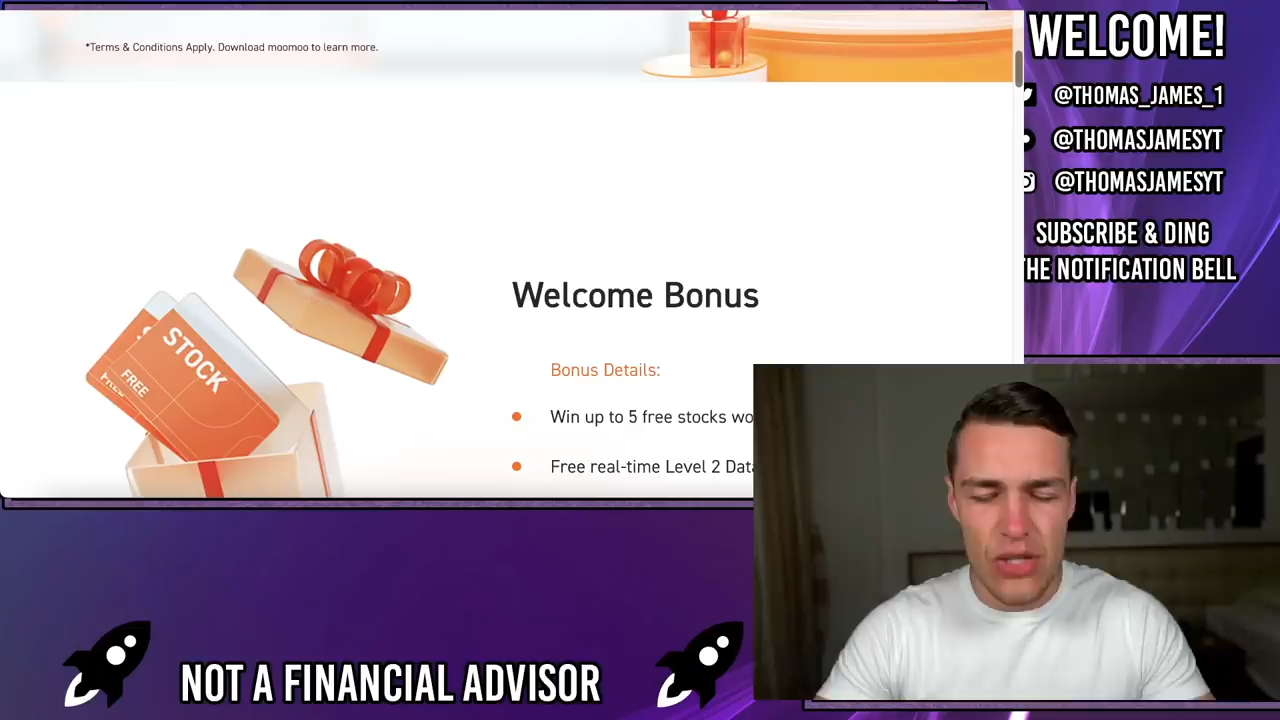 *Terms & Conditions Apply. Download moomoo to learn more.
WELCOME!
@THOMAS_JAMES_1
@THOMASJAMESYT
@THOMASJAMESYT
SUBSCRIBE & DING
THE NOTIFICATION BELL
STOCK
FREE
Welcome Bonus
Bonus Details:
Win up to 5 free stocks wo
Free real-time Level 2 Data
NOT A FINANCIAL ADVISOR